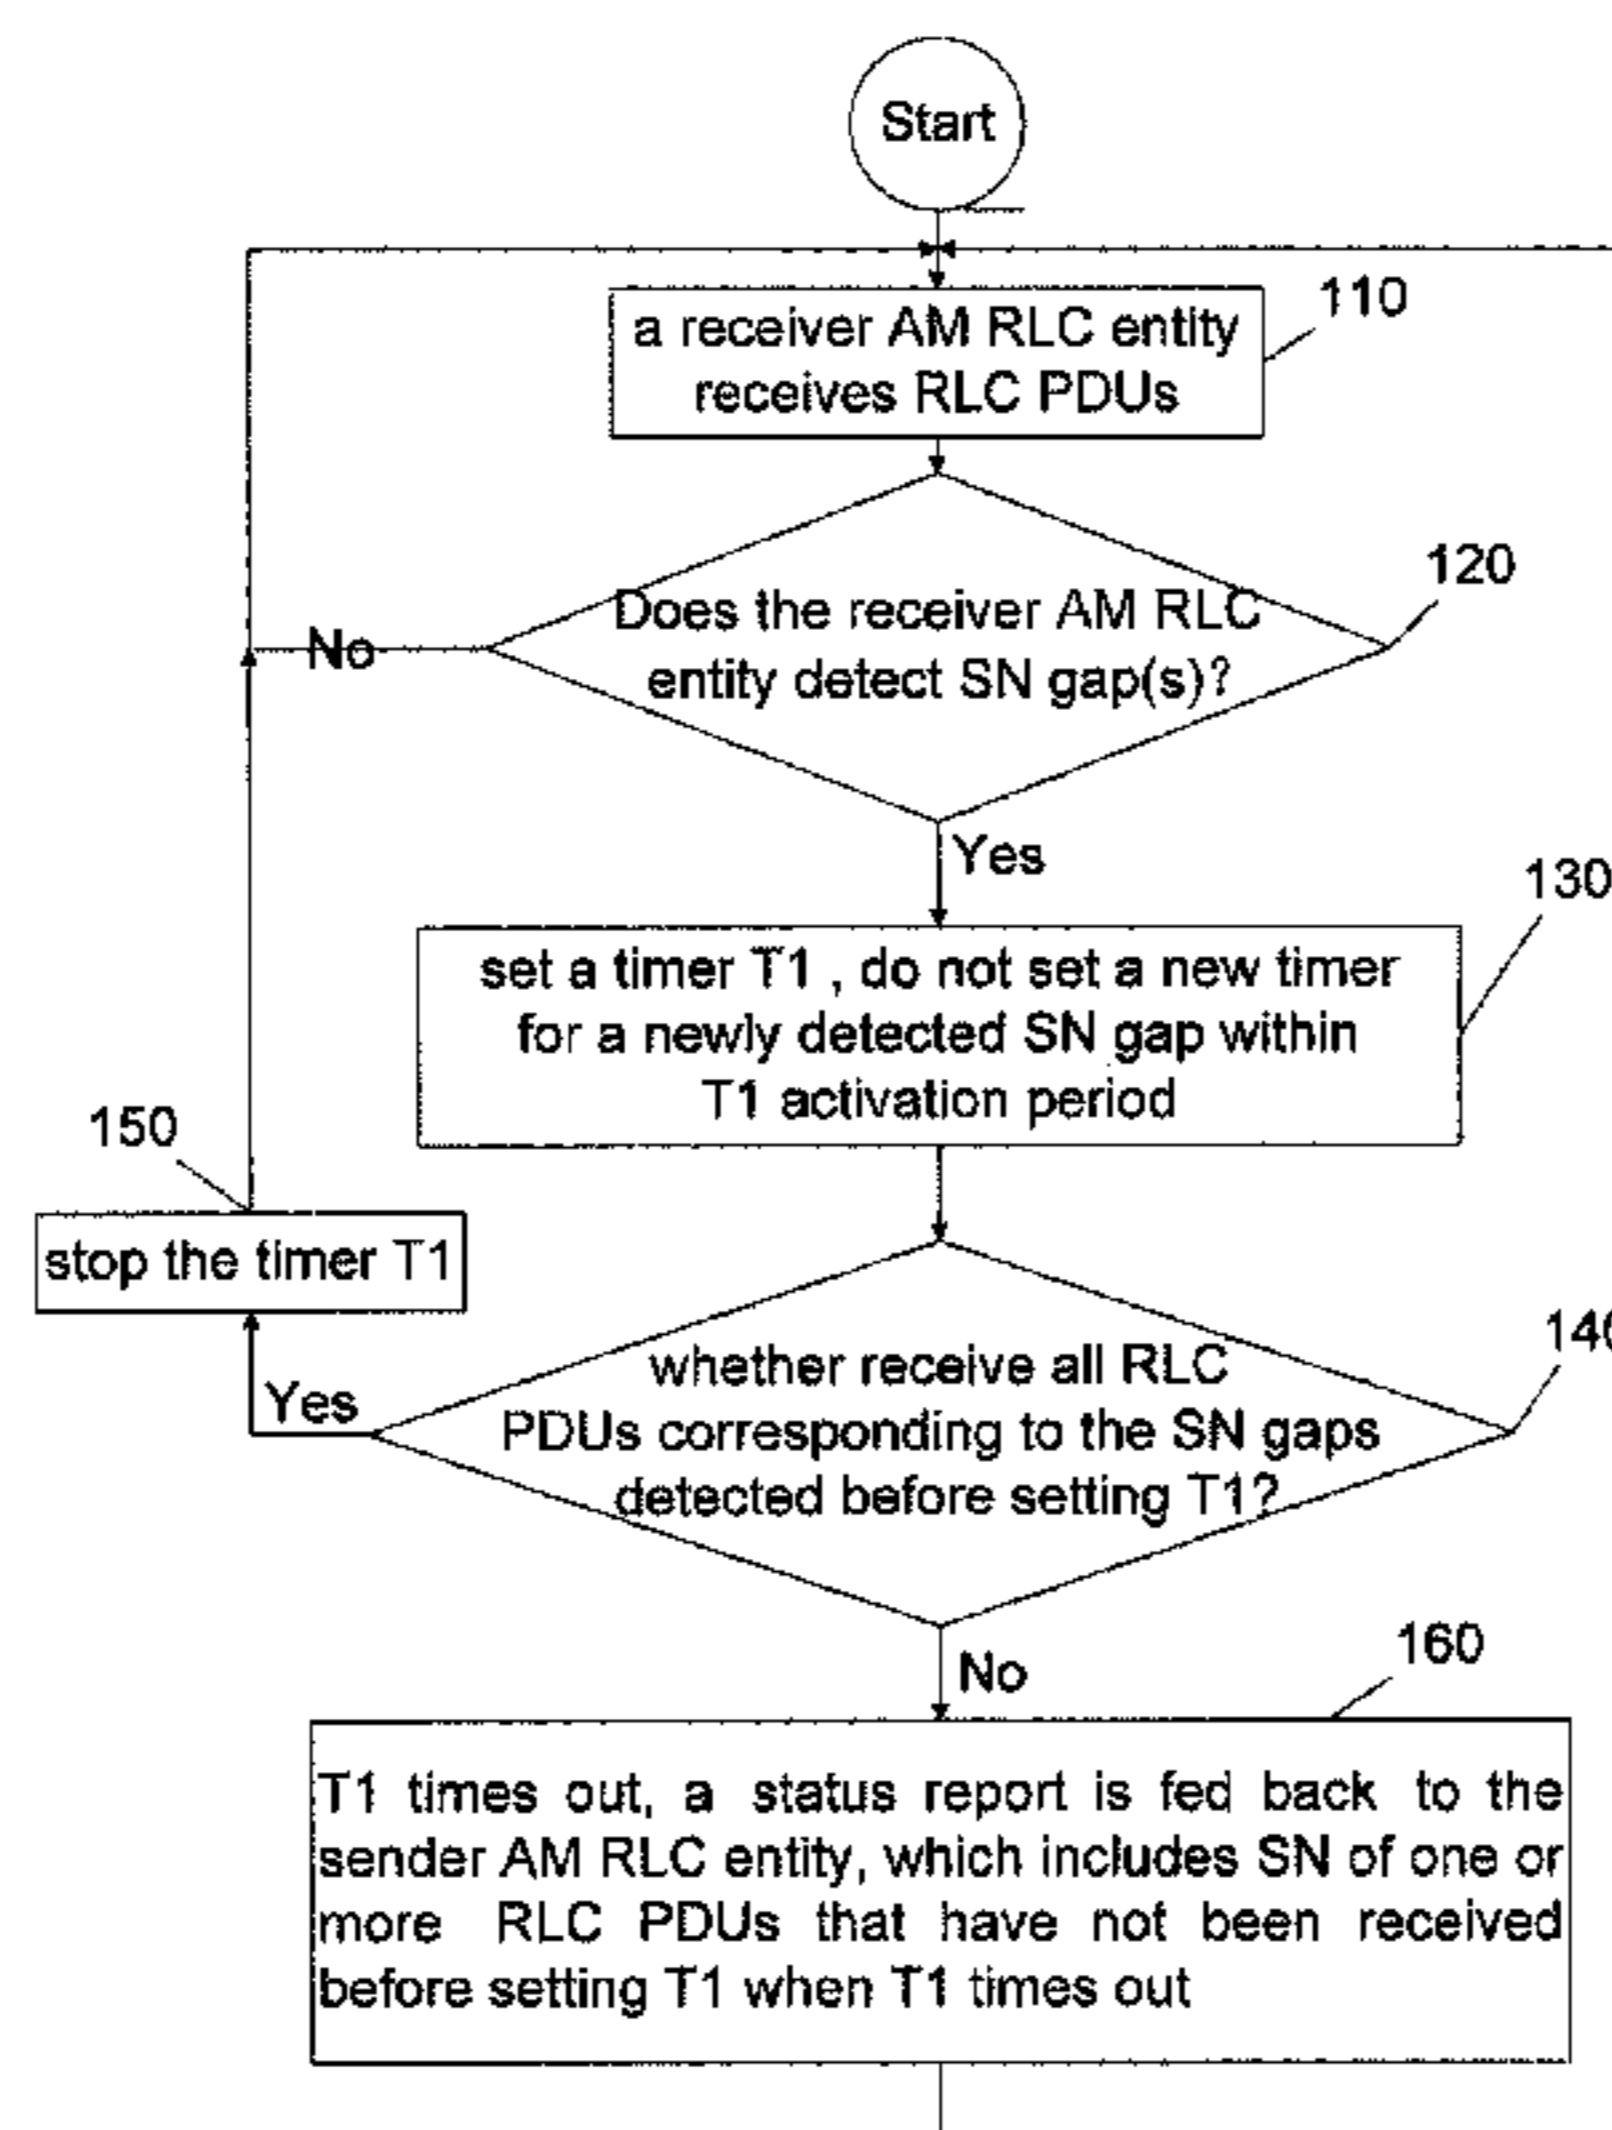 Start
a receiver AM RLC entity
receives RLC PDUs
110
Does the receiver AM RLC
entity detect SN gap(s)?
120
No
Yes
set a timer T1 , do not set a new timer
for a newly detected SN gap within
T1 activation period
130
150
stop the timer T1
Yes
whether receive all RLC
PDUs corresponding to the SN gaps
detected before setting T1?
140
No
160
T1 times out, a status report is fed back to the
sender AM RLC entity, which includes SN of one or
more RLC PDUs that have not been received
before setting T1 when T1 times out